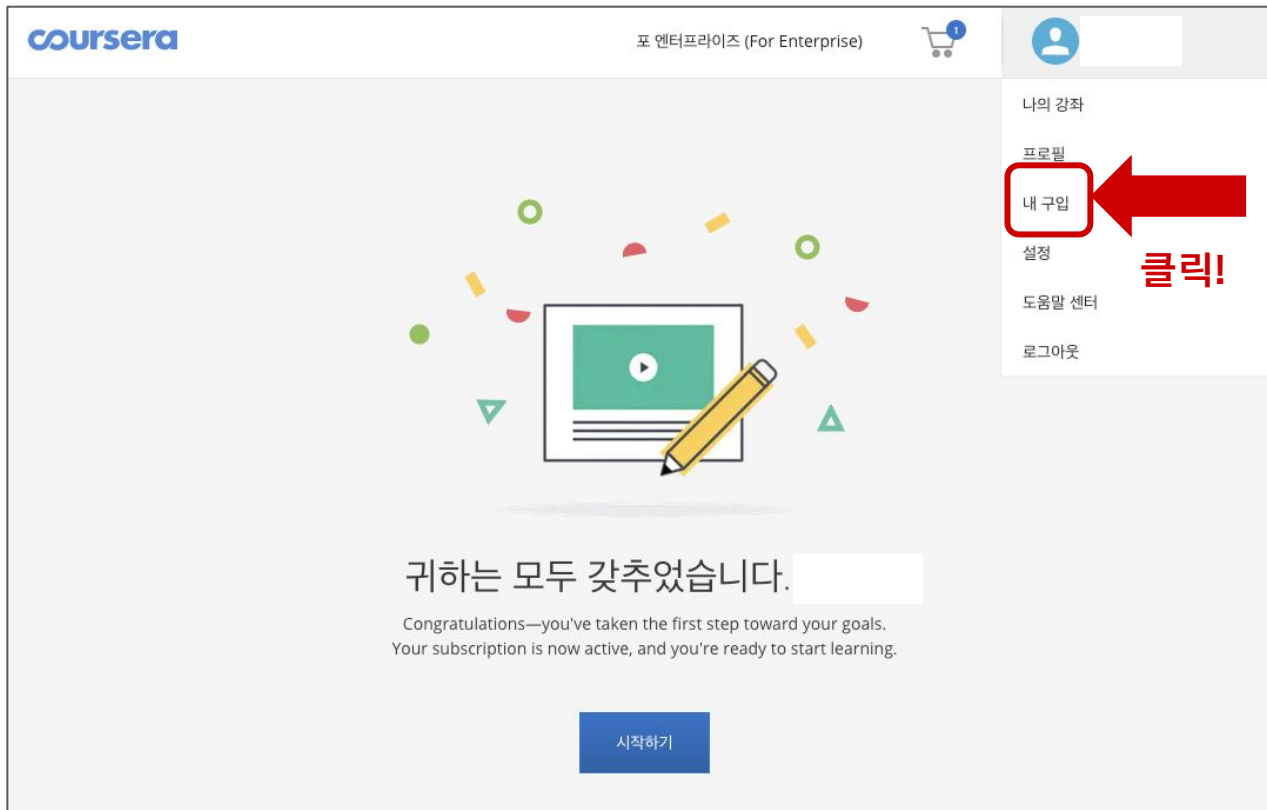 coursera
포 엔터프라이즈 (For Enterprise)
1
나의 강좌
프로필
내 구입
설정
클릭!
도움말 센터
로그아웃
귀하는 모두 갖추었습니다.
Congratulations—you've taken the first step toward your goals.
Your subscription is now active, and you're ready to start learning.
시작하기